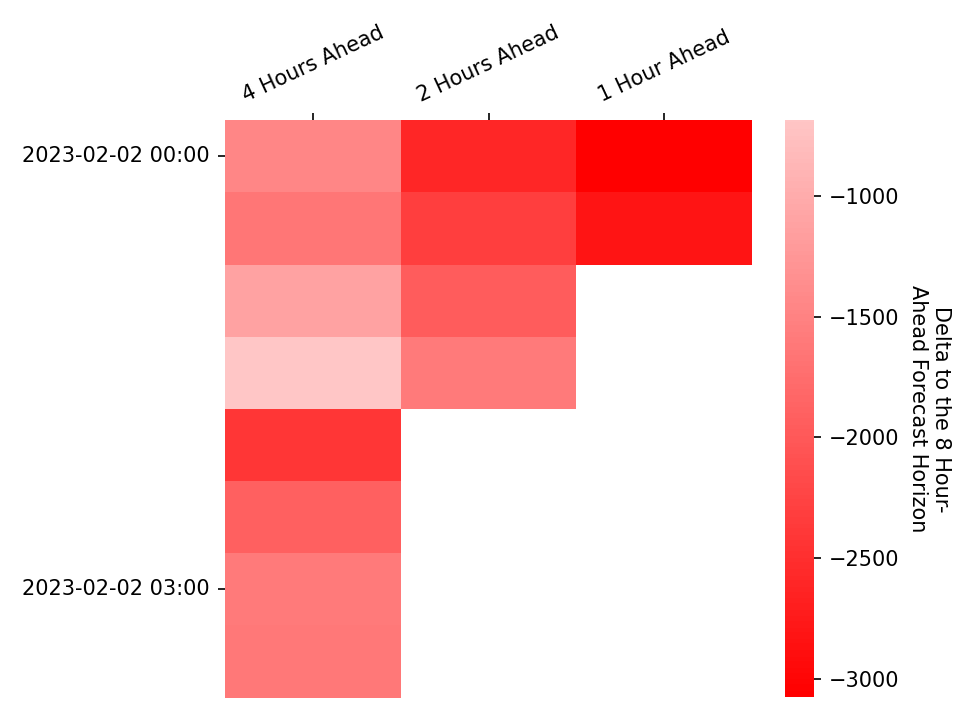 4 Hours Ahead
2 Hours Ahead
1 Hour Ahead
2023-02-02 00:00
2023-02-02 03:00
−1000
−1500
−2000
−2500
−3000
Delta to the 8 Hour-
Ahead Forecast Horizon